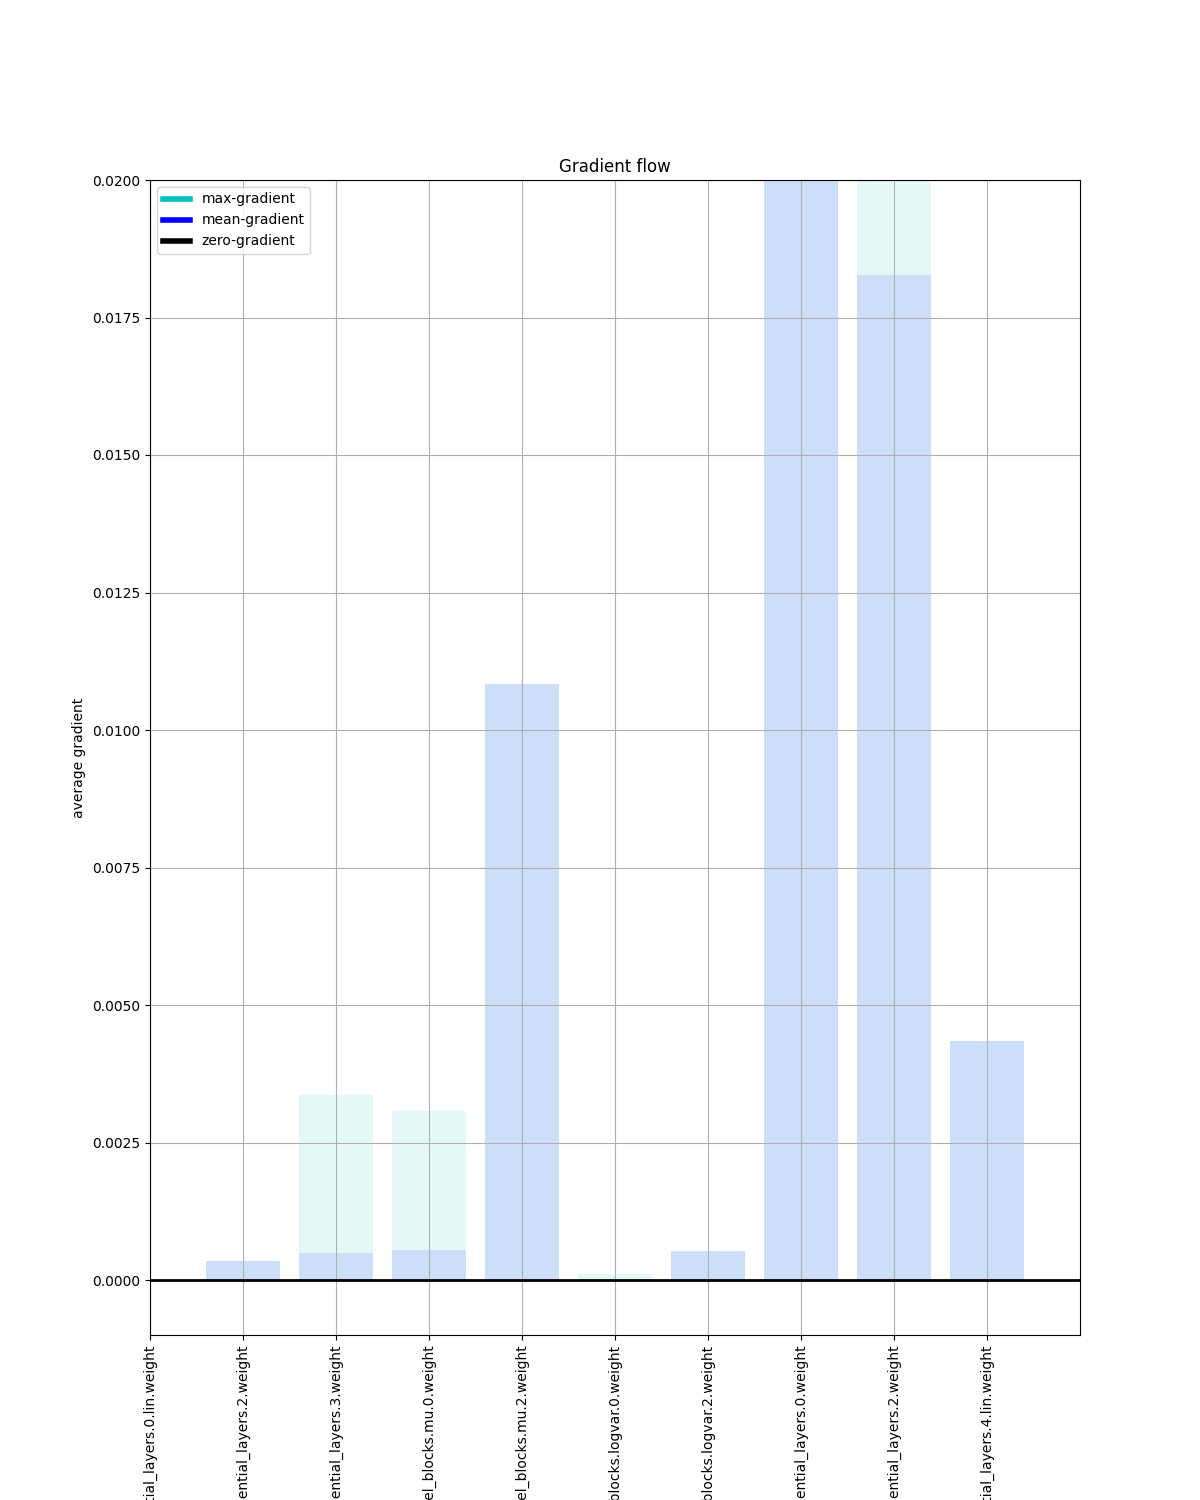 Gradient flow
max-gradient
mean-gradient
zero-gradient
0.0200
0.0175
0.0150
0.0125
0.0100
0.0075
0.0050
0.0025
0.0000
average gradient
tial_layers.0.lin.weight
ential_layers.2.weight
ential_layers.3.weight
el_blocks.mu.0.weight
el_blocks.mu.2.weight
blocks.logvar.0.weight
blocks.logvar.2.weight
ential_layers.0.weight
ential_layers.2.weight
tial_layers.4.lin.weight